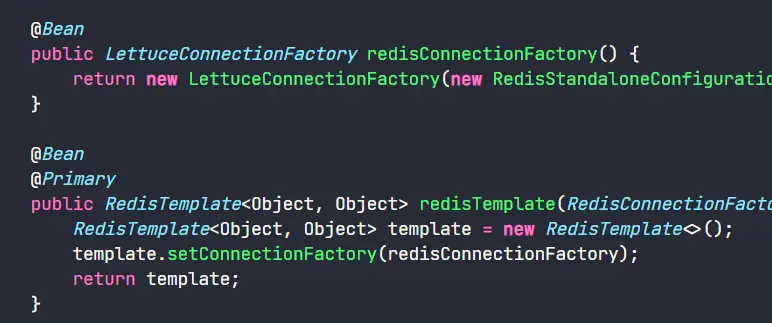 @Bean
public LettuceConnectionFactory redisConnectionFactory() {
return new LettuceConnectionFactory(new RedisStandaloneConfiguratio
}
@Bean
@Primary
public RedisTemplate<Object, Object> redisTemplate(RedisConnectionFacto
RedisTemplate<Object, Object> template = new RedisTemplate<>();
template.setConnectionFactory(redisConnectionFactory);
return template;
}